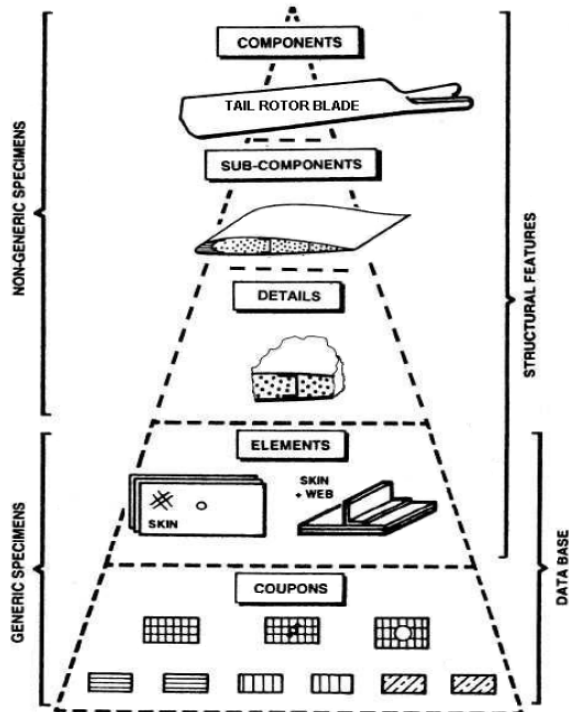 COMPONENTS
TAIL ROTOR BLADE
SUB-COMPONENTS
DETAILS
ELEMENTS
SKIN
SKIN
+ WEB
COUPONS
NON-GENERIC SPECIMENS
GENERIC SPECIMENS
STRUCTURAL FEATURES
DATA BASE